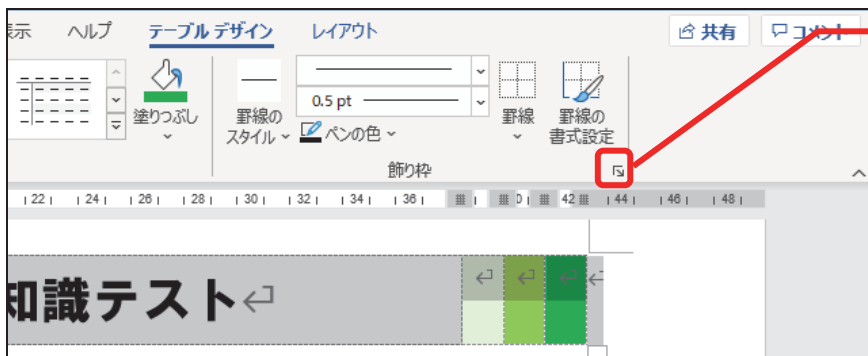 表示 ヘルプ テーブル デザイン レイアウト 共有 コメント
塗りつぶし
罫線の
スタイル
0.5 pt
ペンの色
罫線
罫線の
書式設定
飾り枠
22 24 26 28 30 32 34 36 42 44 46 48
知識テスト